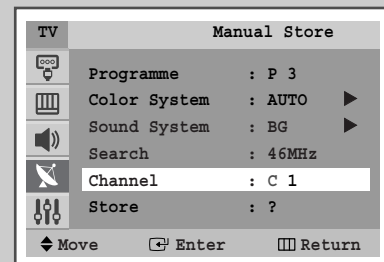 TV Manual Store
Programme : P 3
Color System : AUTO ▶
Sound System : BG ▶
Search : 46MHz
Channel : C 1
Store : ?
Move Enter Return